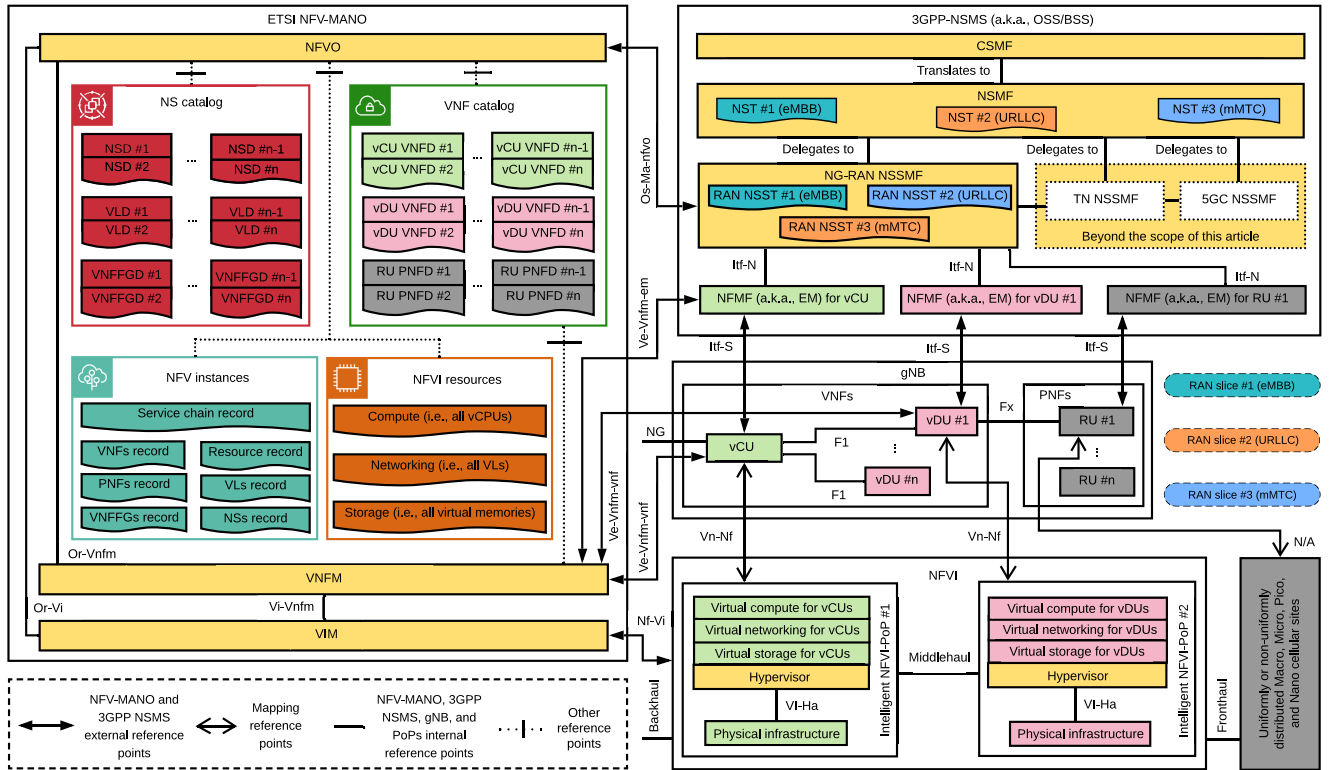 ETSI NFV-MANO
NFVO
NS catalog
NSD #1
NSD #2
...
NSD #n-1
NSD #n
VLD #1
VLD #2
...
VLD #n-1
VLD #n
VNFFGD #1
VNFFGD #2
...
VNFFGD #n-1
VNFFGD #n
VNF catalog
vCU VNFD #1
vCU VNFD #2
...
vCU VNFD #n-1
vCU VNFD #n
vDU VNFD #1
vDU VNFD #2
...
vDU VNFD #n-1
vDU VNFD #n
RU PNFD #1
RU PNFD #2
...
RU PNFD #n-1
RU PNFD #n
NFV instances
Service chain record
VNFs record
Resource record
PNFs record
VLs record
VNFFGs record
NSs record
NFVI resources
Compute (i.e., all vCPUs)
Networking (i.e., all VLs)
Storage (i.e., all virtual memories)
Or-Vnfm
VNFM
Or-Vi
Vi-Vnfm
VIM
Os-Ma-nfvo
Ve-Vnfm-em
Ve-Vnfm-vnf
Ve-Vnfm-vnf
Nf-Vi
3GPP-NSMS (a.k.a., OSS/BSS)
CSMF
Translates to
NSMF
NST #1 (eMBB)
NST #2 (URLLC)
NST #3 (mMTC)
Delegates to
Delegates to
Delegates to
NG-RAN NSSMF
RAN NSST #1 (eMBB)
RAN NSST #2 (URLLC)
RAN NSST #3 (mMTC)
TN NSSMF
5GC NSSMF
Beyond the scope of this article
Itf-N
Itf-N
Itf-N
NFMF (a.k.a., EM) for vCU
NFMF (a.k.a., EM) for vDU #1
NFMF (a.k.a., EM) for RU #1
Itf-S
Itf-S
Itf-S
gNB
VNFs
PNFs
NG
vCU
F1
F1
vDU #1
...
vDU #n
Fx
RU #1
...
RU #n
RAN slice #1 (eMBB)
RAN slice #2 (URLLC)
RAN slice #3 (mMTC)
Vn-Nf
Vn-Nf
N/A
NFVI
Virtual compute for vCUs
Virtual networking for vCUs
Virtual storage for vCUs
Hypervisor
VI-Ha
Physical infrastructure
Intelligent NFVI-PoP #1
Middlehaul
Virtual compute for vDUs
Virtual networking for vDUs
Virtual storage for vDUs
Hypervisor
VI-Ha
Physical infrastructure
Intelligent NFVI-PoP #2
Backhaul
Fronthaul
Uniformly or non-uniformly
distributed Macro, Micro, Pico,
and Nano cellular sites
NFV-MANO and
3GPP NSMS
external reference
points
Mapping
reference
points
NFV-MANO, 3GPP
NSMS, gNB, and
PoPs internal
reference points
Other
reference
points